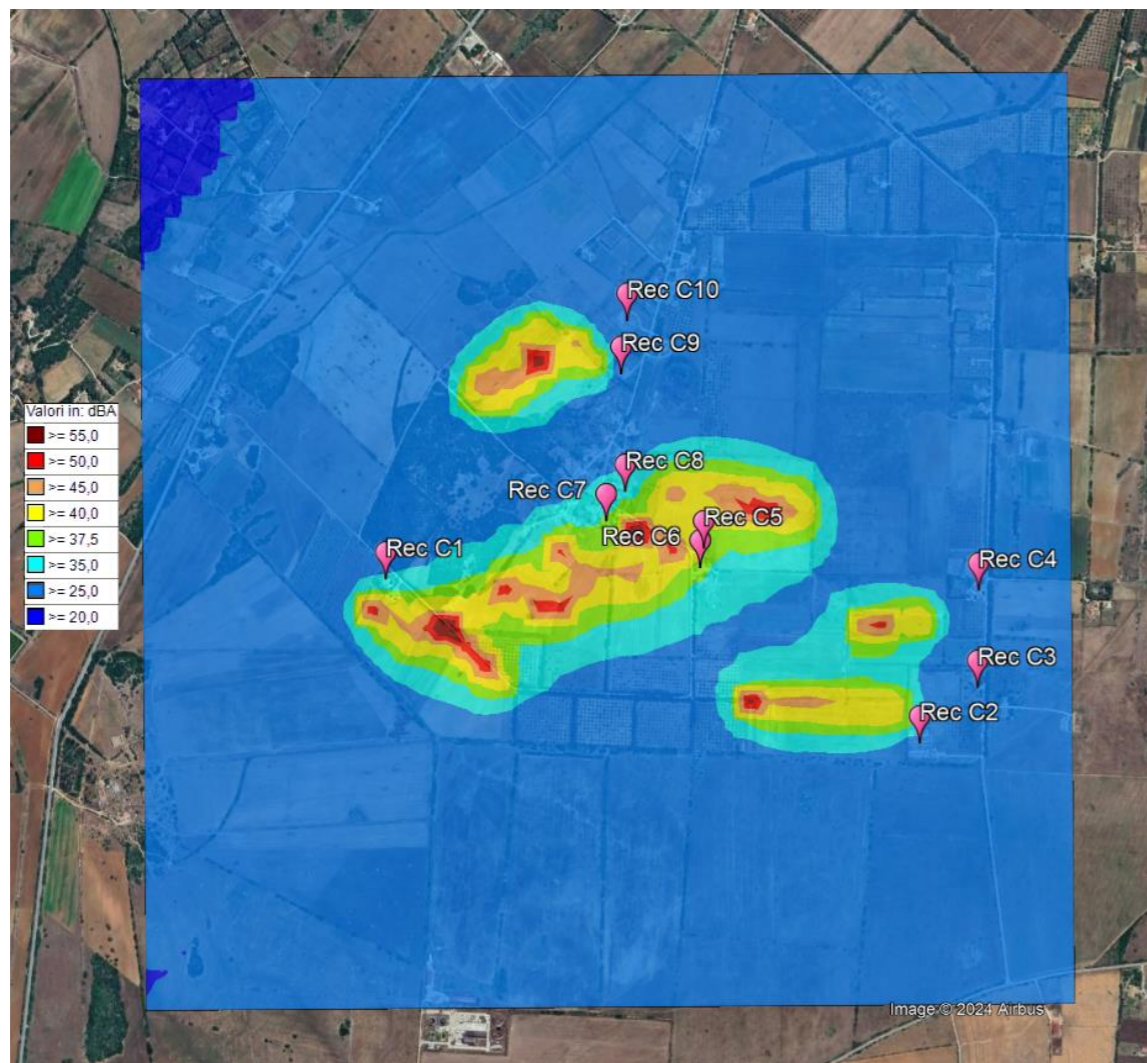 Rec C10
Rec C9
Valori in: dBA
>= 55,0
>= 50,0
>= 45,0
>= 40,0
>= 37,5
>= 35,0
>= 25,0
>= 20,0
Rec C8
Rec C7
Rec C5
Rec C6
Rec C1
Rec C4
Rec C3
Rec C2
Image © 2024 Airbus